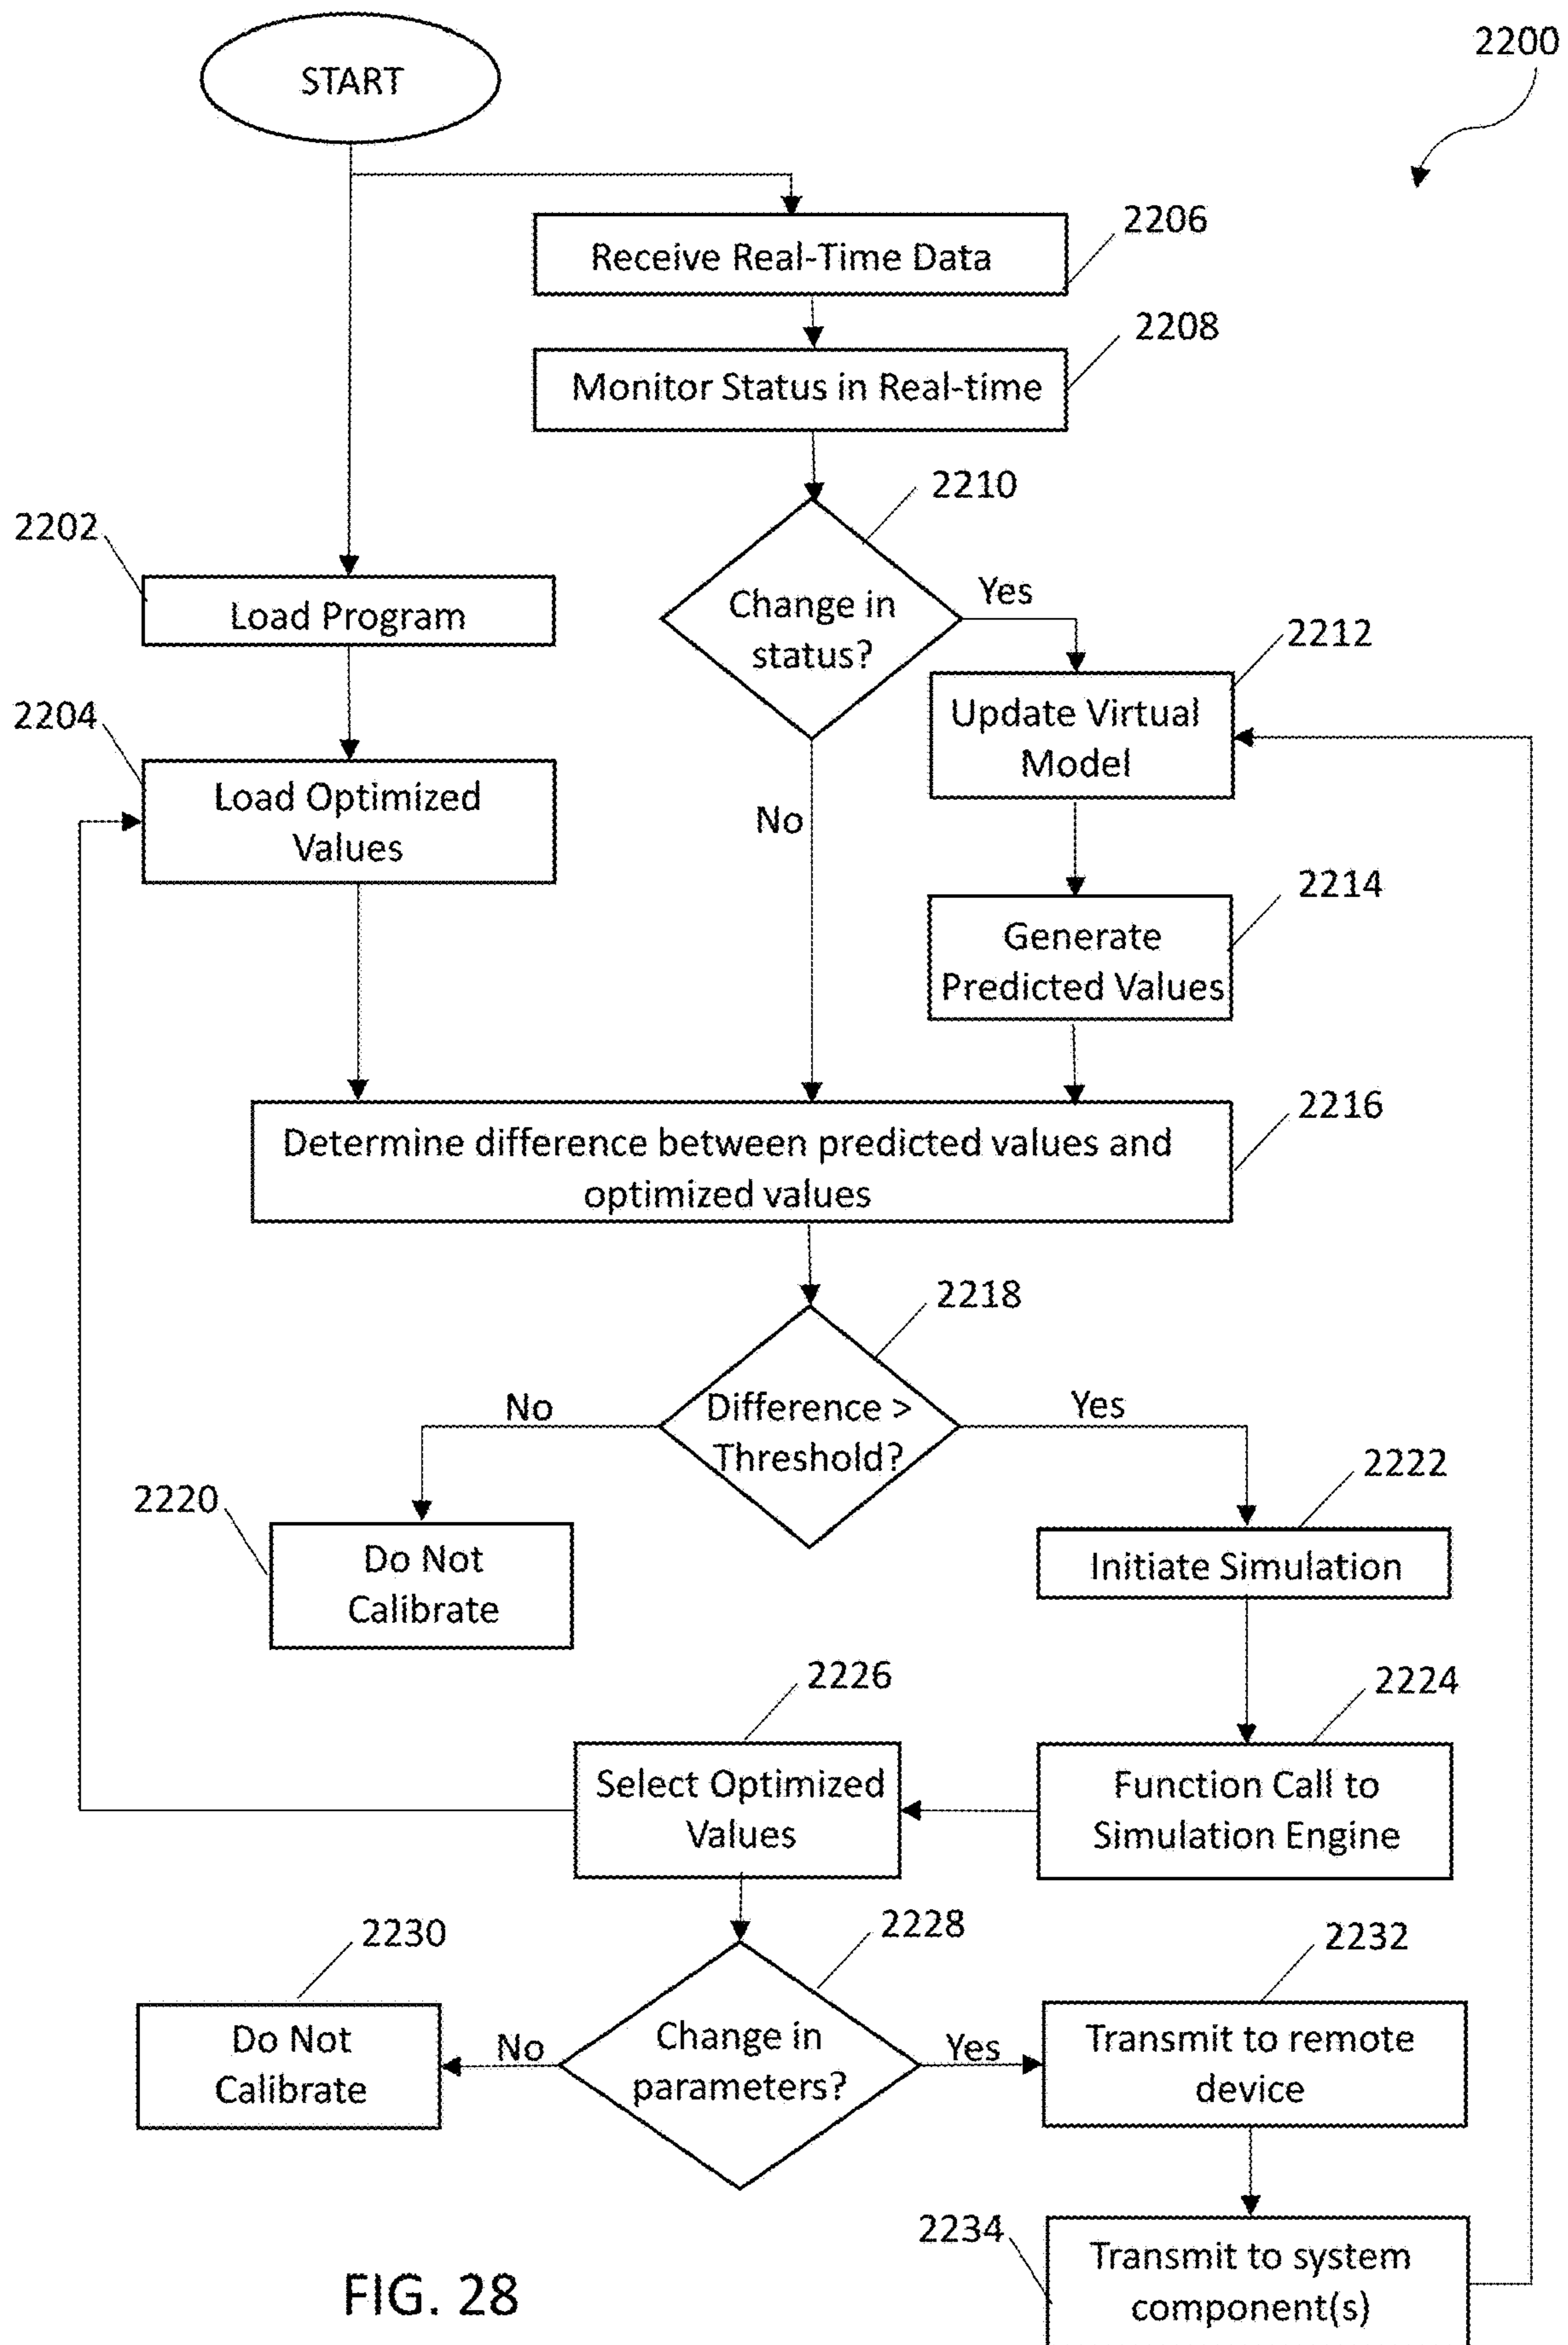 2200
START
2206
Receive Real-Time Data
2208
Monitor Status in Real-time
2210
Change in
status?
Yes
No
2202
Load Program
2212
Update Virtual
Model
2204
Load Optimized
Values
2214
Generate
Predicted Values
2216
Determine difference between predicted values and
optimized values
2218
Difference >
Threshold?
No
Yes
2220
Do Not
Calibrate
2222
Initiate Simulation
2224
Function Call to
Simulation Engine
2226
Select Optimized
Values
2228
Change in
parameters?
No
Yes
2230
Do Not
Calibrate
2232
Transmit to remote
device
2234
Transmit to system
component(s)
FIG. 28